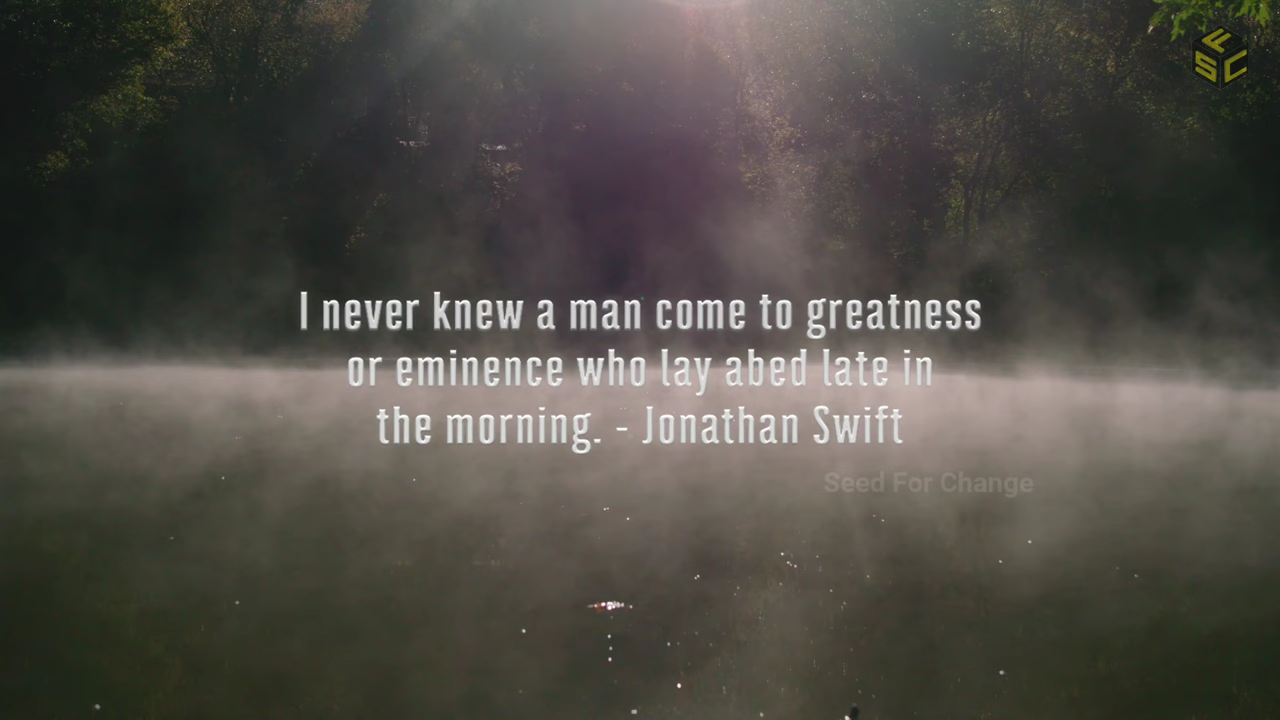 SFC
I never knew a man come to greatness
or eminence who lay abed late in
the morning. - Jonathan Swift
Seed For Change